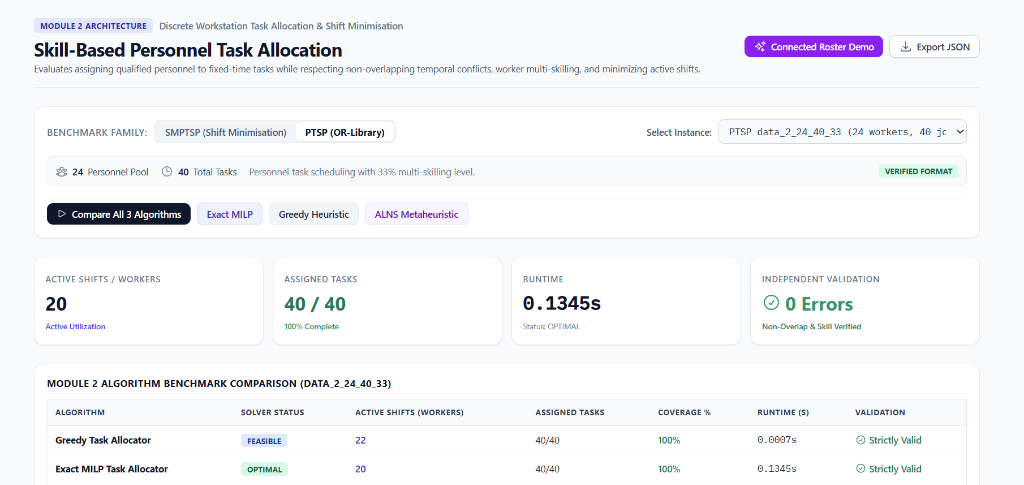 MODULE 2 ARCHITECTURE Discrete Workstation Task Allocation & Shift Minimisation
Skill-Based Personnel Task Allocation
Evaluates assigning qualified personnel to fixed-time tasks while respecting non-overlapping temporal conflicts, worker multi-skilling, and minimizing active shifts.
Connected Roster Demo
Export JSON
BENCHMARK FAMILY: SMPTSP (Shift Minimisation) PTSP (OR-Library)
Select Instance: PTSP data_2_24_40_33 (24 workers, 40 jc
24 Personnel Pool 40 Total Tasks Personnel task scheduling with 33% multi-skilling level.
VERIFIED FORMAT
Compare All 3 Algorithms Exact MILP Greedy Heuristic ALNS Metaheuristic
ACTIVE SHIFTS / WORKERS
20
Active Utilization
ASSIGNED TASKS
40 / 40
100% Complete
RUNTIME
0.1345s
Status: OPTIMAL
INDEPENDENT VALIDATION
0 Errors
Non-Overlap & Skill Verified
MODULE 2 ALGORITHM BENCHMARK COMPARISON (DATA_2_24_40_33)
ALGORITHM SOLVER STATUS ACTIVE SHIFTS (WORKERS) ASSIGNED TASKS COVERAGE % RUNTIME (S) VALIDATION
Greedy Task Allocator FEASIBLE 22 40/40 100% 0.0007s Strictly Valid
Exact MILP Task Allocator OPTIMAL 20 40/40 100% 0.1345s Strictly Valid